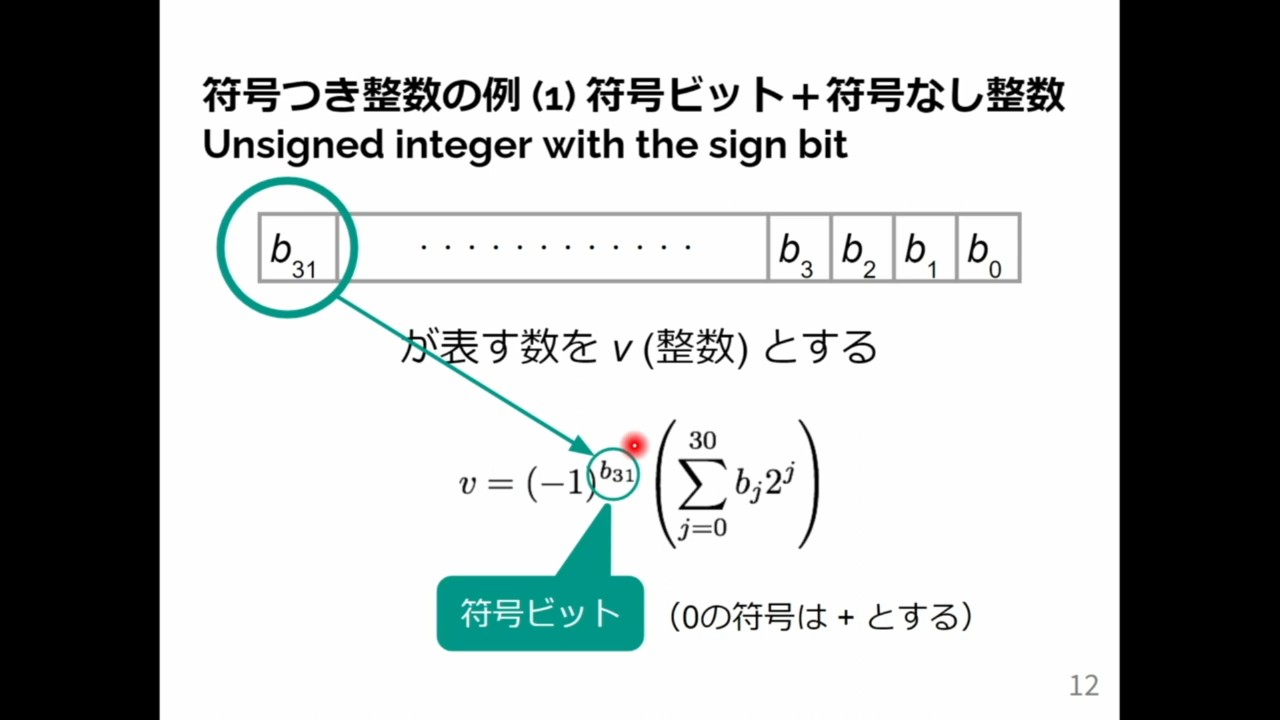 符号つき整数の例 (1) 符号ビット＋符号なし整数
Unsigned integer with the sign bit
b31 ············ b3 b2 b1 b0
が表す数を v (整数) とする
v = (−1)^b31 (∑_{j=0}^{30} b_j 2^j)
符号ビット
（0の符号は + とする）
12